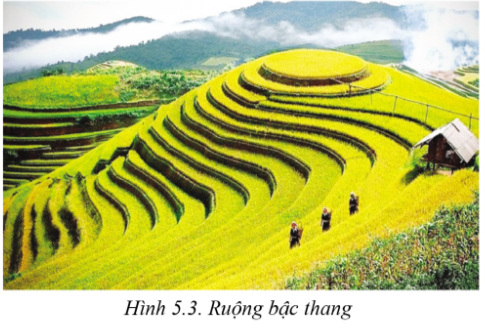 Hình 5.3. Ruộng bậc thang